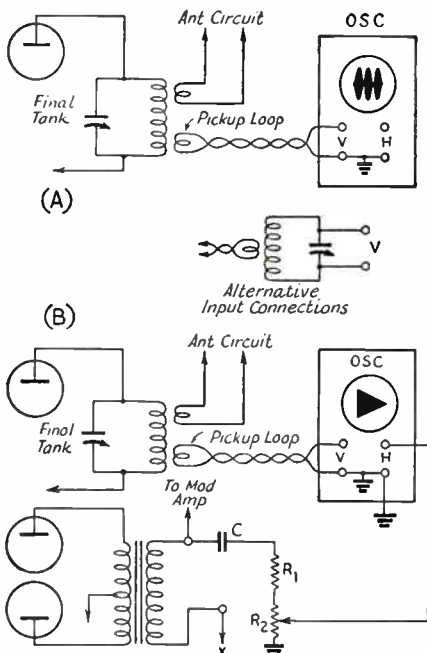 Ant Circuit
OSC
Final
Tank
Pickup Loop
V
H
(A)
V
Alternative
Input Connections
(B)
Ant Circuit
OSC
Final
Tank
Pickup Loop
V
H
To Mod
Amp
C
R1
R2
X